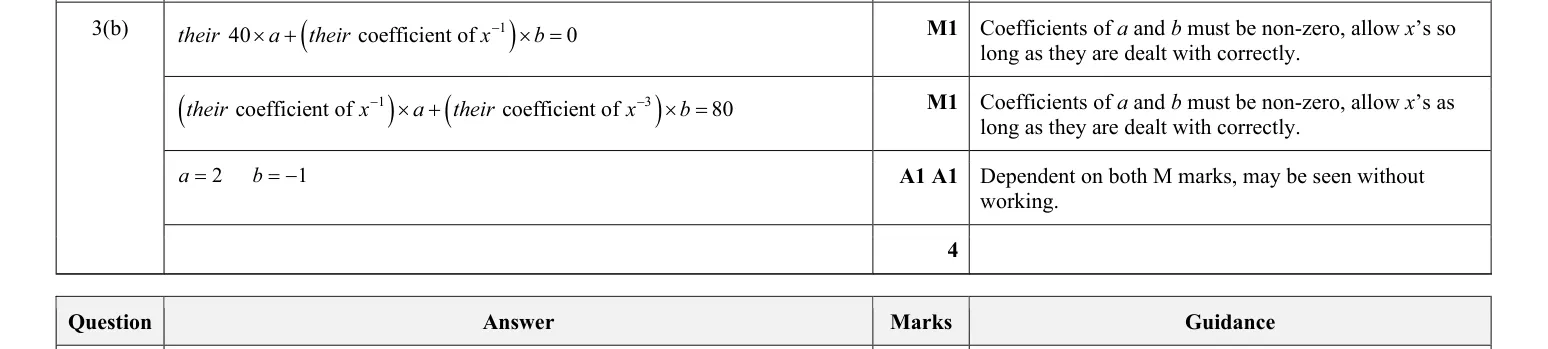 3(b) their 40 × a + (their coefficient of x⁻¹) × b = 0 M1 Coefficients of a and b must be non-zero, allow x’s so
long as they are dealt with correctly.
(their coefficient of x⁻¹) × a + (their coefficient of x⁻³) × b = 80 M1 Coefficients of a and b must be non-zero, allow x’s as
long as they are dealt with correctly.
a = 2 b = −1 A1 A1 Dependent on both M marks, may be seen without
working.
4
Question Answer Marks Guidance